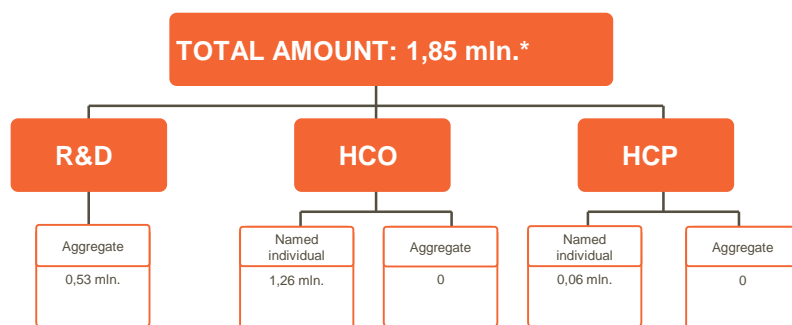 TOTAL AMOUNT: 1,85 mln.*
R&D
HCO
HCP
Aggregate
0,53 mln.
Named
individual
1,26 mln.
Aggregate
0
Named
individual
0,06 mln.
Aggregate
0